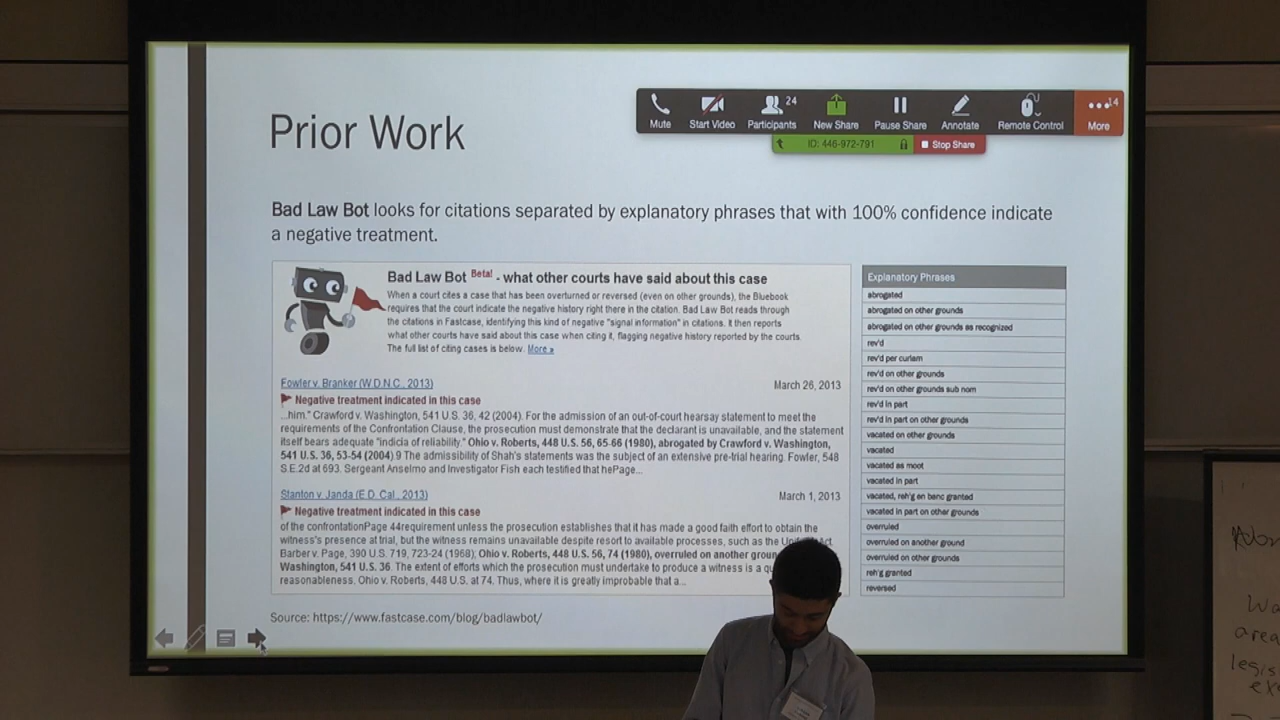 Prior Work
24
14
Mute
Start Video
Participants
New Share
Pause Share
Annotate
Remote Control
More
ID: 446-972-791
Stop Share
Bad Law Bot looks for citations separated by explanatory phrases that with 100% confidence indicate
a negative treatment.
Bad Law Bot Beta! - what other courts have said about this case
When a court cites a case that has been overturned or reversed (even on other grounds), the Bluebook
requires that the court indicate the negative history right there in the citation. Bad Law Bot reads through
the citations in Fastcase, identifying this kind of negative "signal information" in citations. It then reports
what other courts have said about this case when citing it, flagging negative history reported by the courts.
The full list of citing cases is below. More »
Fowler v. Branker (W.D.N.C., 2013)
March 26, 2013
Negative treatment indicated in this case
...him." Crawford v. Washington, 541 U.S. 36, 42 (2004). For the admission of an out-of-court hearsay statement to meet the
requirements of the Confrontation Clause, the prosecution must demonstrate that the declarant is unavailable, and the statement
itself bears adequate "indicia of reliability." Ohio v. Roberts, 448 U.S. 56, 65-66 (1980), abrogated by Crawford v. Washington,
541 U.S. 36, 53-54 (2004).9 The admissibility of Shah's statements was the subject of an extensive pre-trial hearing. Fowler, 548
S.E.2d at 693. Sergeant Anselmo and Investigator Fish each testified that hePage...
Stanton v. Janda (E.D. Cal., 2013)
March 1, 2013
Negative treatment indicated in this case
of the confrontationPage 44requirement unless the prosecution establishes that it has made a good faith effort to obtain the
witness's presence at trial, but the witness remains unavailable despite resort to available processes, such as the
Barber v. Page, 390 U.S. 719, 723-24 (1968); Ohio v. Roberts, 448 U.S. 56, 74 (1980), overruled on another
Washington, 541 U.S. 36. The extent of efforts which the prosecution must undertake to produce a witness is a
reasonableness. Ohio v. Roberts, 448 U.S. at 74. Thus, where it is greatly improbable that a...
Explanatory Phrases
abrogated
abrogated on other grounds
abrogated on other grounds as recognized
rev'd
rev'd per curiam
rev'd on other grounds
rev'd on other grounds sub nom
rev'd in part
rev'd in part on other grounds
vacated on other grounds
vacated
vacated as moot
vacated in part
vacated, reh'g en banc granted
vacated in part on other grounds
overruled
overruled on another ground
overruled on other grounds
reh'g granted
reversed
Source: https://www.fastcase.com/blog/badlawbot/
area
legis
ex